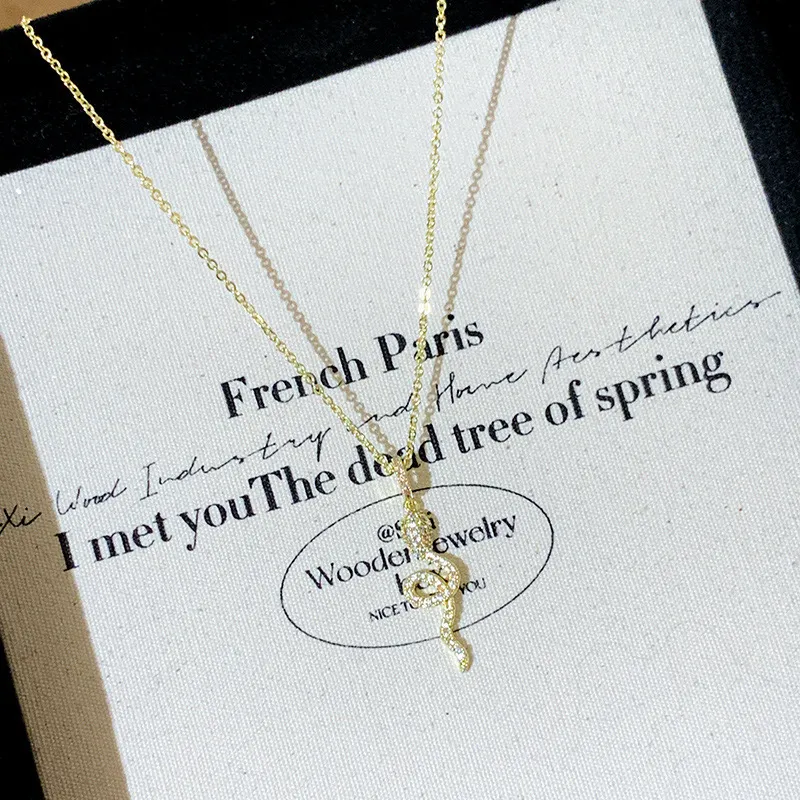 French Paris
Xi Wood Industry and Home Aesthetics
I met youThe dead tree of spring
@S
Wooden Jewelry
NICE TO YOU